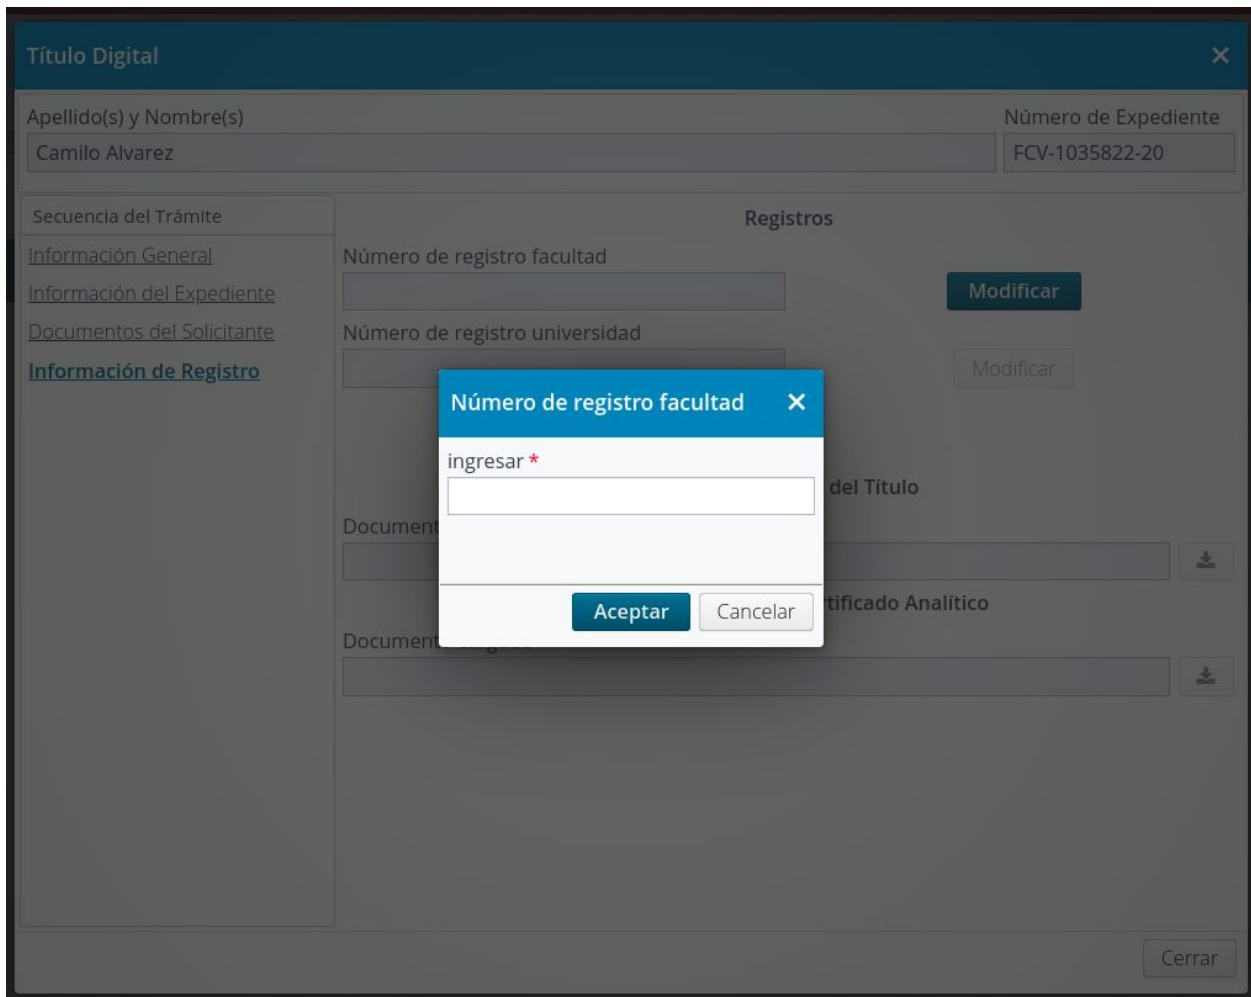 Título Digital
Apellido(s) y Nombre(s)
Número de Expediente
Camilo Alvarez
FCV-1035822-20
Secuencia del Trámite
Información General
Información del Expediente
Documentos del Solicitante
Información de Registro
Registros
Número de registro facultad
Modificar
Número de registro universidad
Modificar
Número de registro facultad
ingresar *
Aceptar
Cancelar
del Título
Document
tificado Analítico
Document
Cerrar